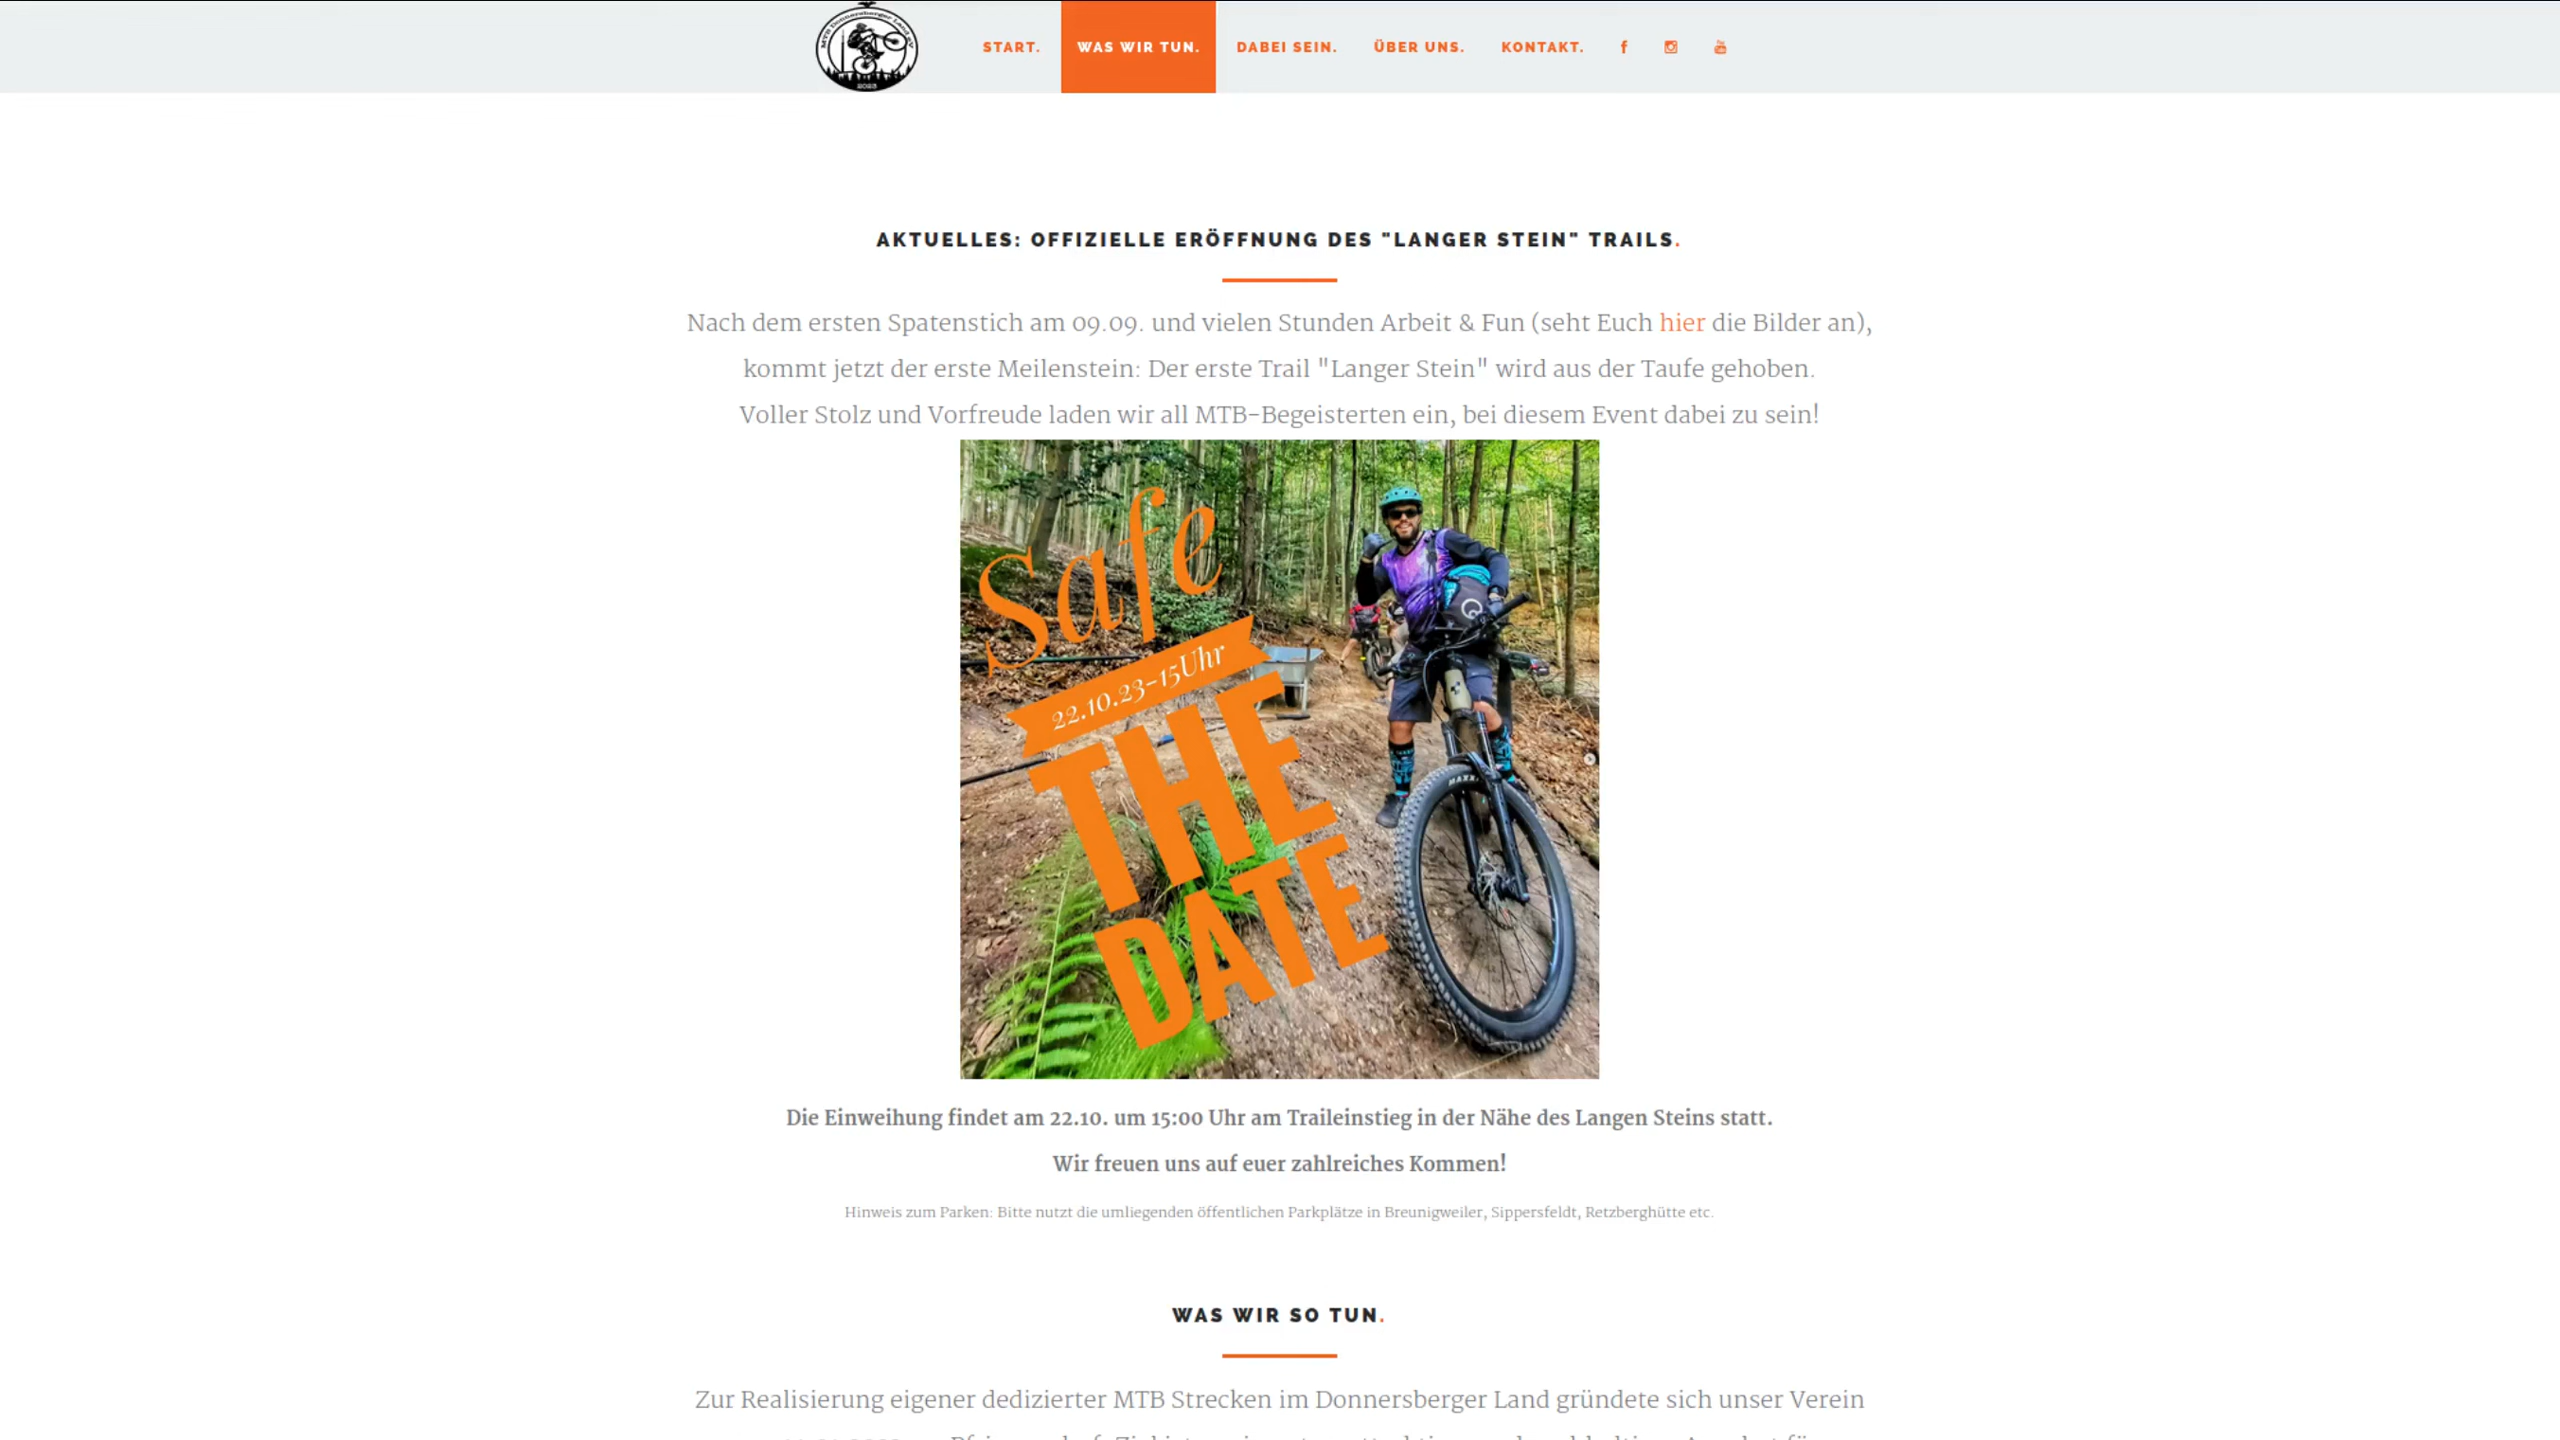 MTB Donnersberger Land eV
2023
START.
WAS WIR TUN.
DABEI SEIN.
ÜBER UNS.
KONTAKT.
AKTUELLES: OFFIZIELLE ERÖFFNUNG DES "LANGER STEIN" TRAILS.
Nach dem ersten Spatenstich am 09.09. und vielen Stunden Arbeit & Fun (seht Euch hier die Bilder an),
kommt jetzt der erste Meilenstein: Der erste Trail "Langer Stein" wird aus der Taufe gehoben.
Voller Stolz und Vorfreude laden wir all MTB-Begeisterten ein, bei diesem Event dabei zu sein!
Safe
22.10.23-15Uhr
THE
DATE
MAXX
Die Einweihung findet am 22.10. um 15:00 Uhr am Traileinstieg in der Nähe des Langen Steins statt.
Wir freuen uns auf euer zahlreiches Kommen!
Hinweis zum Parken: Bitte nutzt die umliegenden öffentlichen Parkplätze in Breunigweiler, Sippersfeldt, Retzberghütte etc.
WAS WIR SO TUN.
Zur Realisierung eigener dedizierter MTB Strecken im Donnersberger Land gründete sich unser Verein